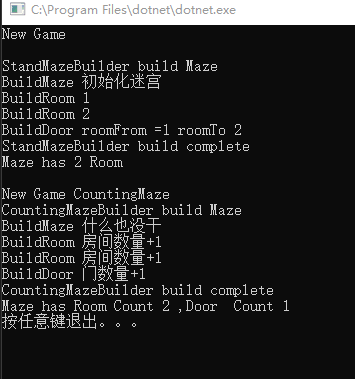 C:\Program Files\dotnet\dotnet.exe
New Game
StandMazeBuilder build Maze
BuildMaze 初始化迷宫
BuildRoom 1
BuildRoom 2
BuildDoor roomFrom =1 roomTo 2
StandMazeBuilder build complete
Maze has 2 Room
New Game CountingMaze
CountingMazeBuilder build Maze
BuildMaze 什么也没干
BuildRoom 房间数量+1
BuildRoom 房间数量+1
BuildDoor 门数量+1
CountingMazeBuilder build complete
Maze has Room Count 2 ,Door  Count 1
按任意键退出。。。